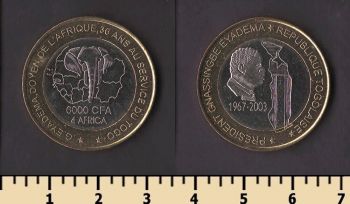 G.EYADEMA DOYEN DE L'AFRIQUE, 36 ANS AU SERVICE DU TOGO
6000 CFA
4 AFRICA
PRESIDENT GNASSINGBE EYADEMA ★ REPUBLIQUE TOGOLAISE ★
1967-2003
1 2 3 4 5 6 7